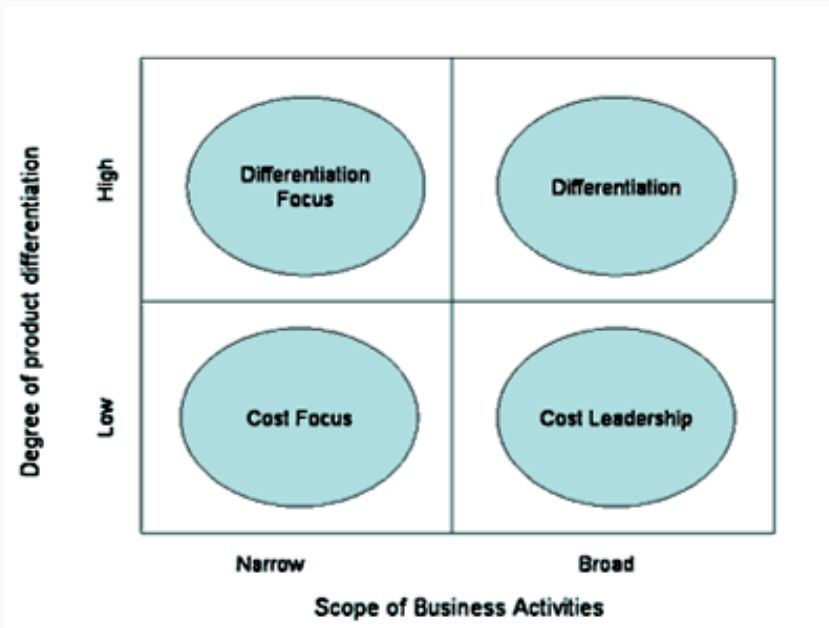 Degree of product differentiation
High
Differentiation
Focus
Differentiation
Low
Cost Focus
Cost Leadership
Narrow
Broad
Scope of Business Activities